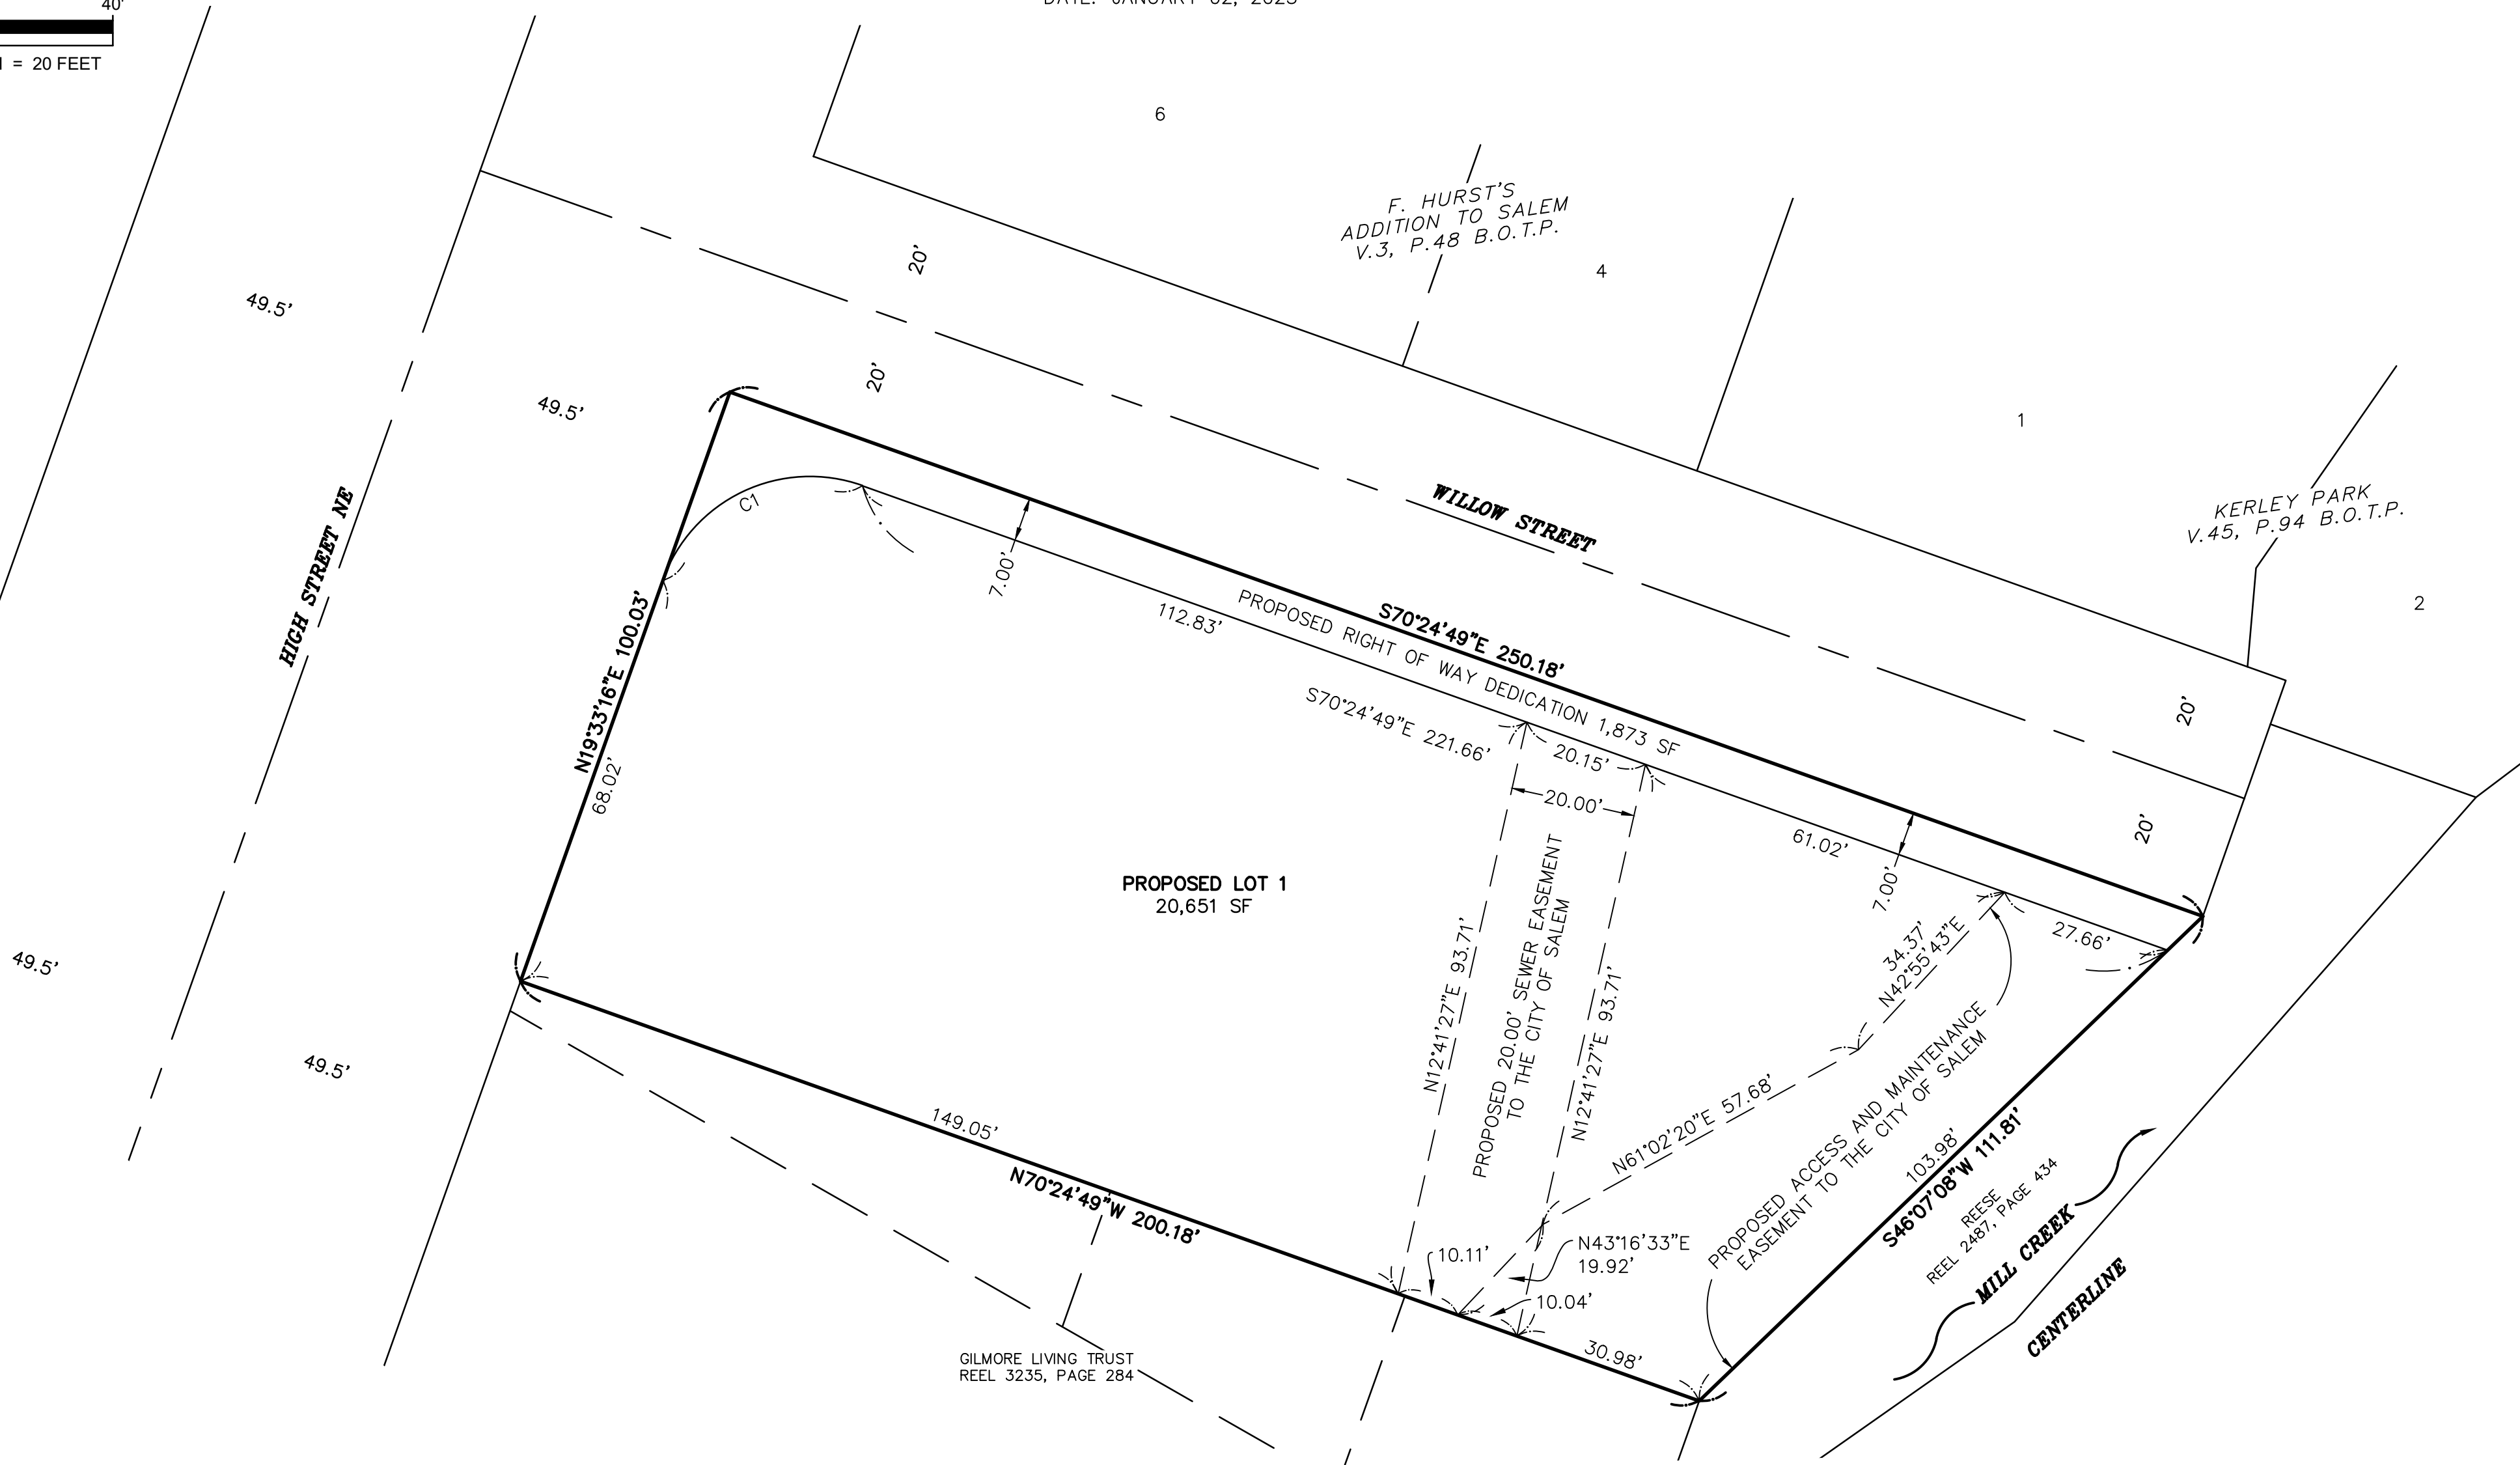 40'
= 20 FEET
6
F. HURST'S
ADDITION TO SALEM
V.3, P.48 B.O.T.P.
4
1
KERLEY PARK
V.45, P.94 B.O.T.P.
2
20'
20'
49.5'
49.5'
HIGH STREET NE
WILLOW STREET
C1
7.00'
112.83'
S70°24'49"E 250.18'
PROPOSED RIGHT OF WAY DEDICATION 1,873 SF
S70°24'49"E 221.66'
20.15'
20.00'
61.02'
7.00'
27.66'
20'
20'
N19°33'16"E 100.03'
68.02'
PROPOSED LOT 1
20,651 SF
N12°41'27"E 93.71'
PROPOSED 20.00' SEWER EASEMENT
TO THE CITY OF SALEM
N12°41'27"E 93.71'
34.37'
N42°55'43"E
N61°02'20"E 57.68'
PROPOSED ACCESS AND MAINTENANCE
EASEMENT TO THE CITY OF SALEM
103.98'
S46°07'08"W 111.81'
REESE
REEL 2487, PAGE 434
MILL CREEK
CENTERLINE
49.5'
49.5'
149.05'
N70°24'49"W 200.18'
10.11'
N43°16'33"E
19.92'
10.04'
30.98'
GILMORE LIVING TRUST
REEL 3235, PAGE 284